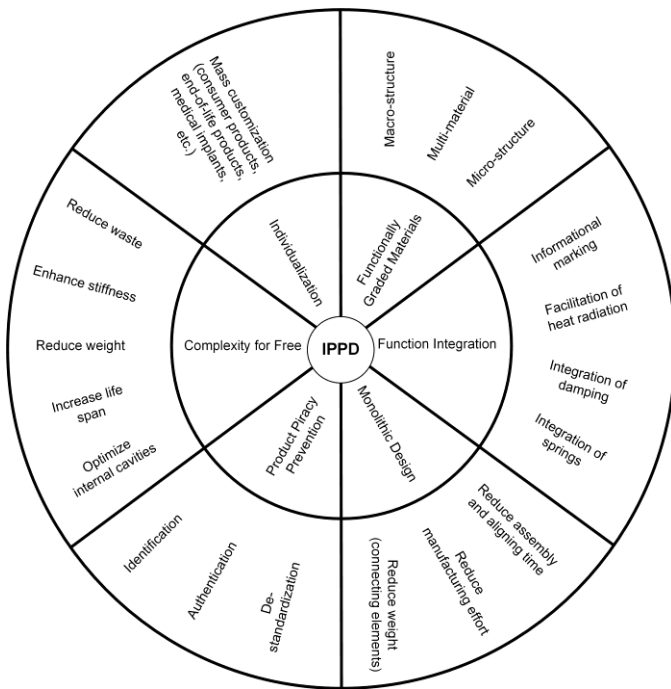 Mass customization
(consumer products,
end-of-life products,
medical implants,
etc.)
Macro-structure
Multi-material
Micro-structure
Individualization
Functionally
Graded Materials
Reduce waste
Enhance stiffness
Reduce weight
Increase life
span
Optimize
internal cavities
Complexity for Free
IPPD
Function Integration
Informational
marking
Facilitation of
heat radiation
Integration of
damping
Integration of
springs
Product Piracy
Prevention
Monolithic Design
Identification
Authentication
De-
standardization
Reduce weight
(connecting elements)
Reduce
manufacturing effort
Reduce assembly
and aligning time